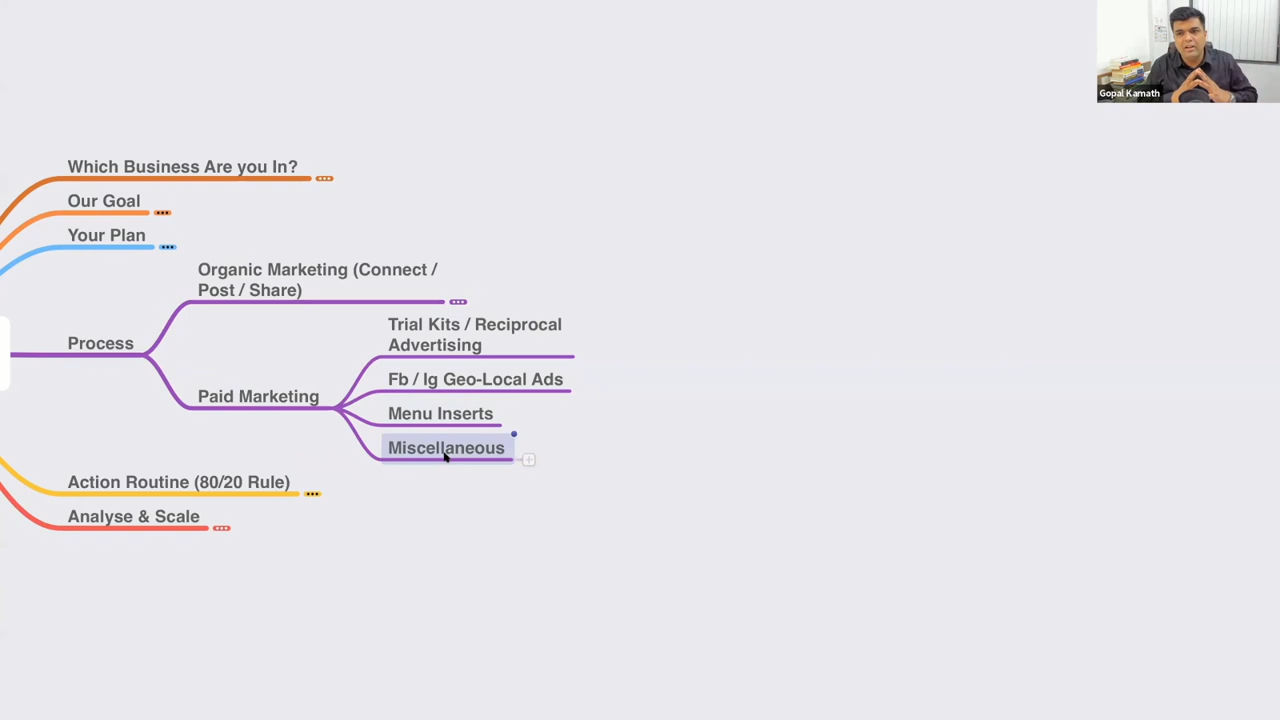 Gopal Kamath
Which Business Are you In?
Our Goal
Your Plan
Organic Marketing (Connect /
Post / Share)
Trial Kits / Reciprocal
Advertising
Process
Fb / Ig Geo-Local Ads
Paid Marketing
Menu Inserts
Miscellaneous
Action Routine (80/20 Rule)
Analyse & Scale